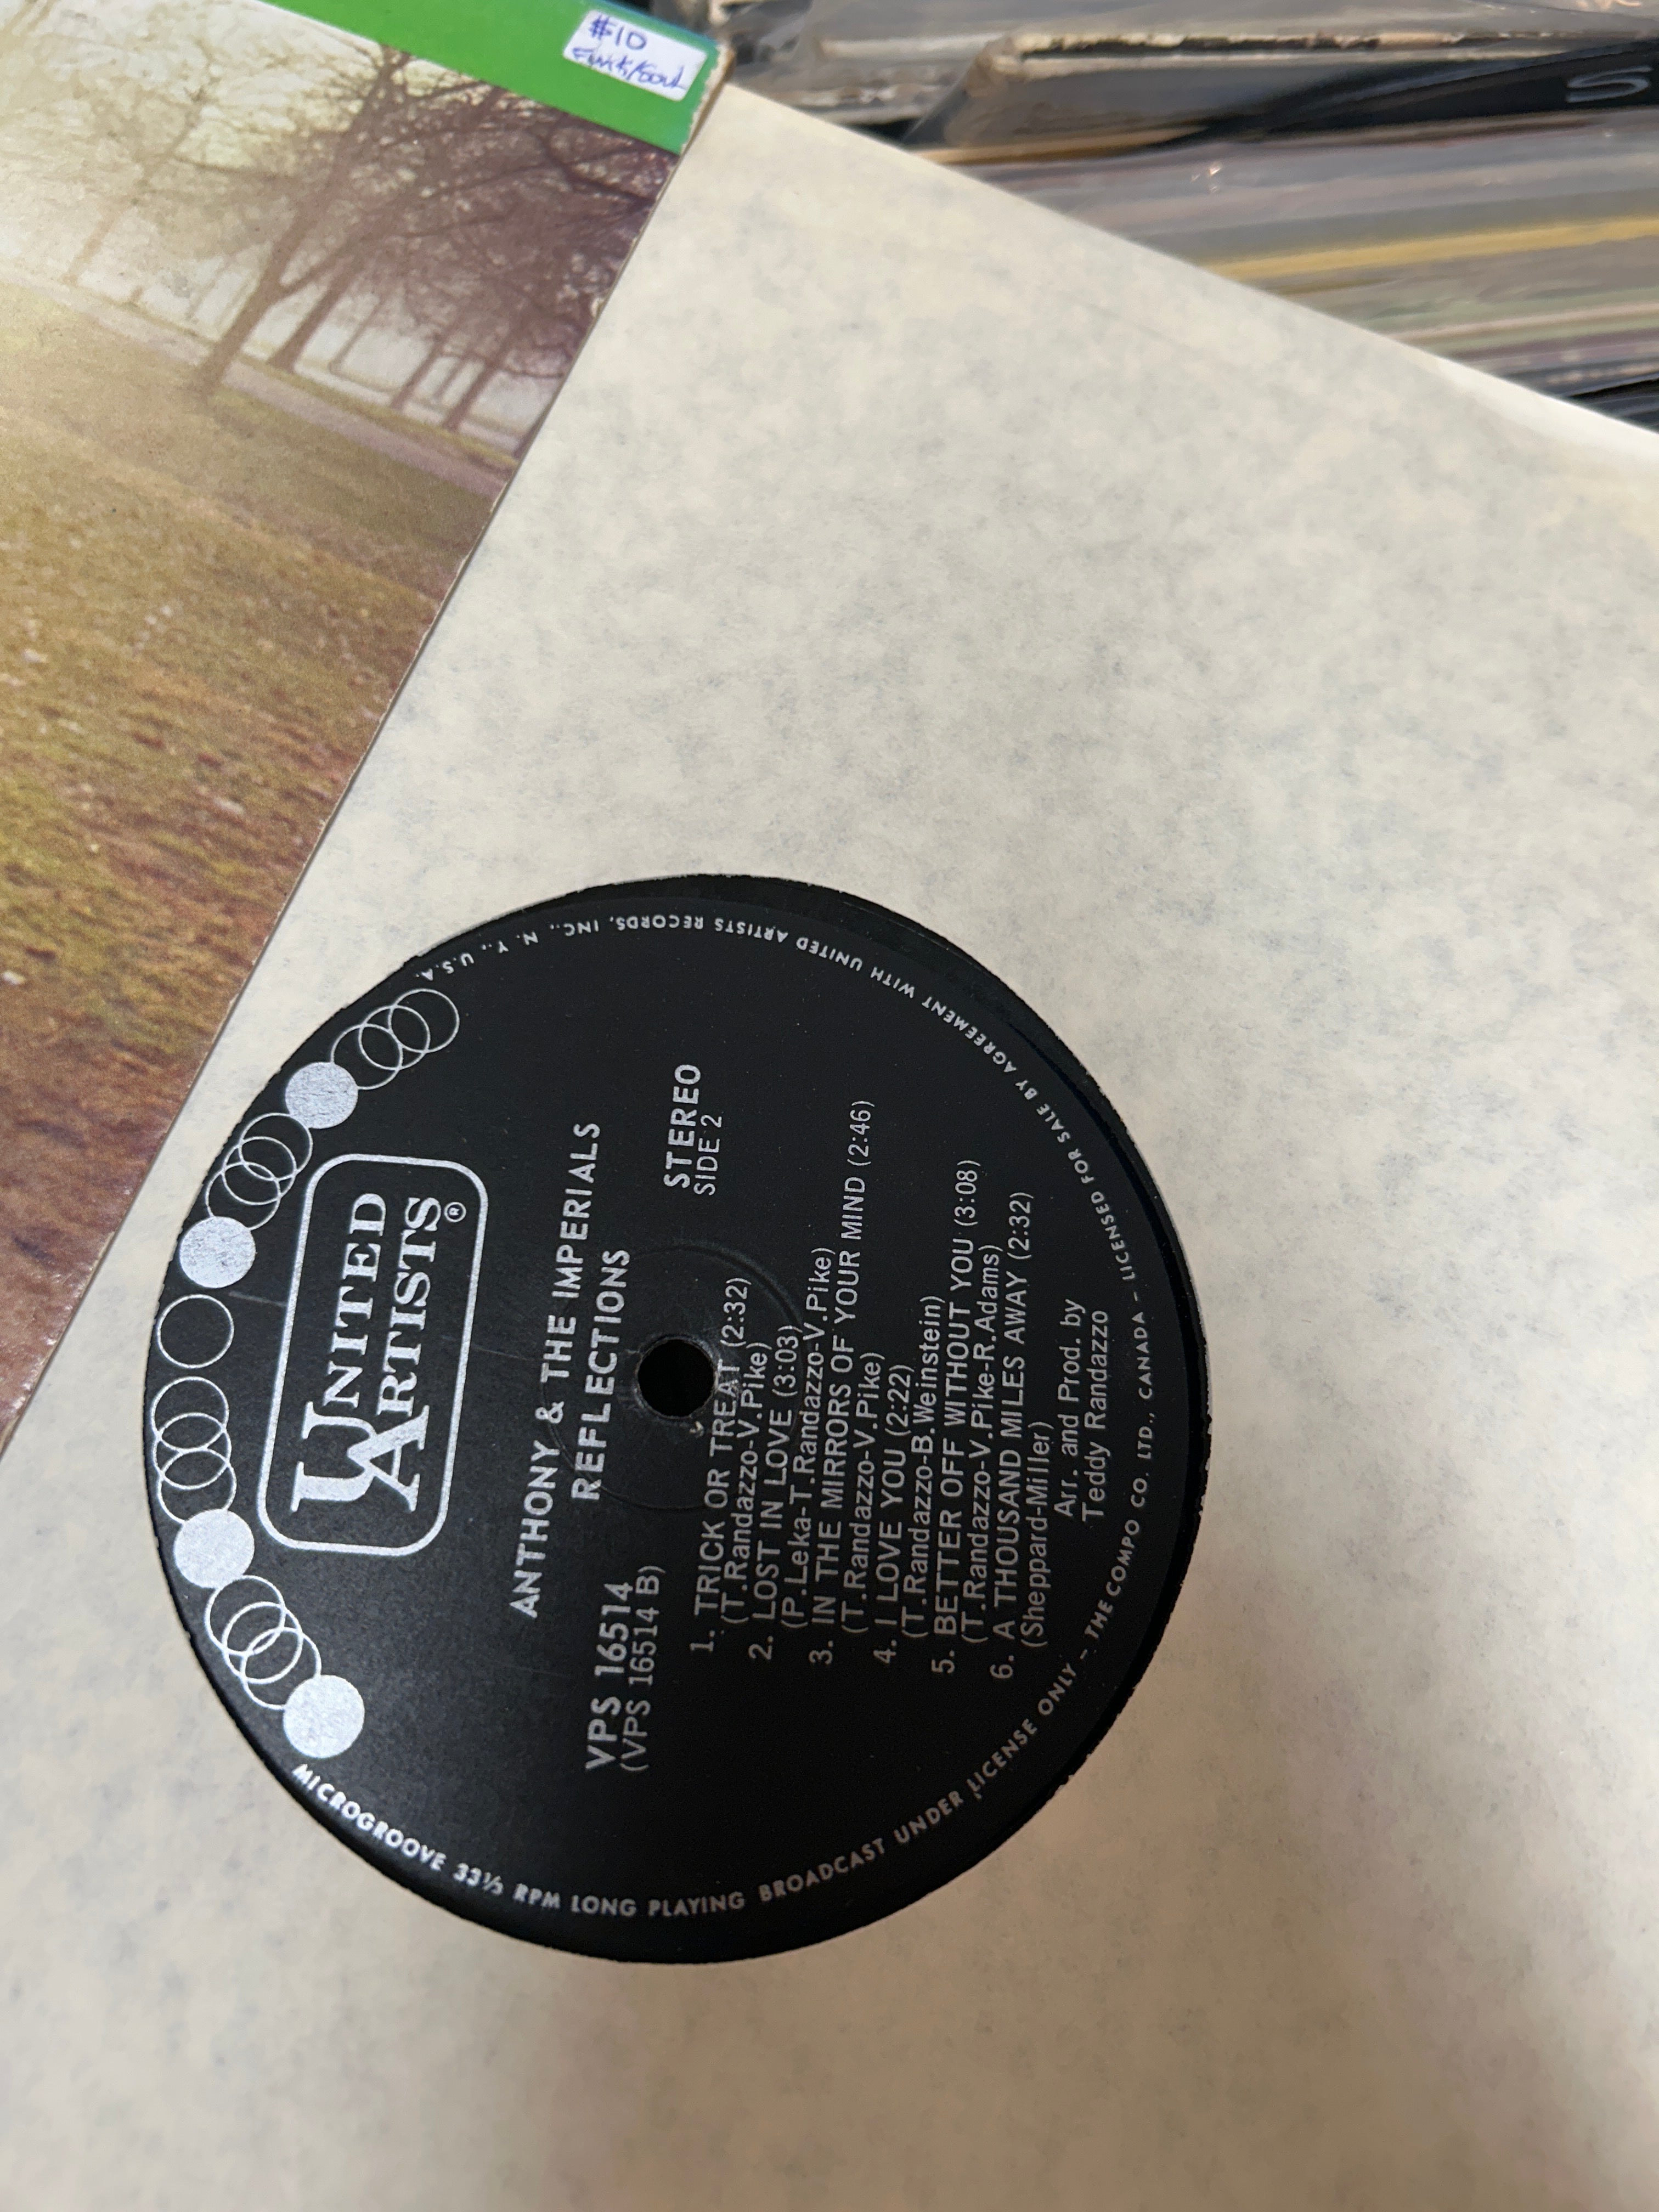 $10
Funk/Soul
S
UNITED
ARTISTS®
ANTHONY & THE IMPERIALS
REFLECTIONS
VPS 16514
(VPS 16514 B)
STEREO
SIDE 2
1. TRICK OR TREAT (2:32)
(T.Randazzo-V.Pike)
2. LOST IN LOVE (3:03)
(P.Leka-T.Randazzo-V.Pike)
3. IN THE MIRRORS OF YOUR MIND (2:46)
(T.Randazzo-V.Pike)
4. I LOVE YOU (2:22)
(T.Randazzo-B.Weinstein)
5. BETTER OFF WITHOUT YOU (3:08)
(T.Randazzo-V.Pike-R.Adams)
6. A THOUSAND MILES AWAY (2:32)
(Sheppard-Miller)
Arr. and Prod. by
Teddy Randazzo
MICROGROOVE 33⅓ RPM LONG PLAYING BROADCAST UNDER LICENSE ONLY – THE COMPO CO. LTD., CANADA – LICENSED FOR SALE BY AGREEMENT WITH UNITED ARTISTS RECORDS, INC., N. Y., U.S.A.